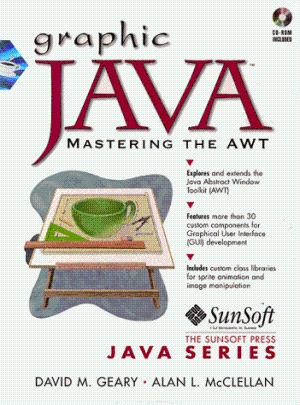 CD-ROM
INCLUDED
graphic
JAVA™
MASTERING THE AWT
Explores and extends the
Java Abstract Window
Toolkit (AWT)
Features more than 30
custom components for
Graphical User Interface
(GUI) development
Includes custom class libraries
for sprite animation and
image manipulation
SunSoft
THE SUNSOFT PRESS
JAVA SERIES
DAVID M. GEARY • ALAN L. McCLELLAN